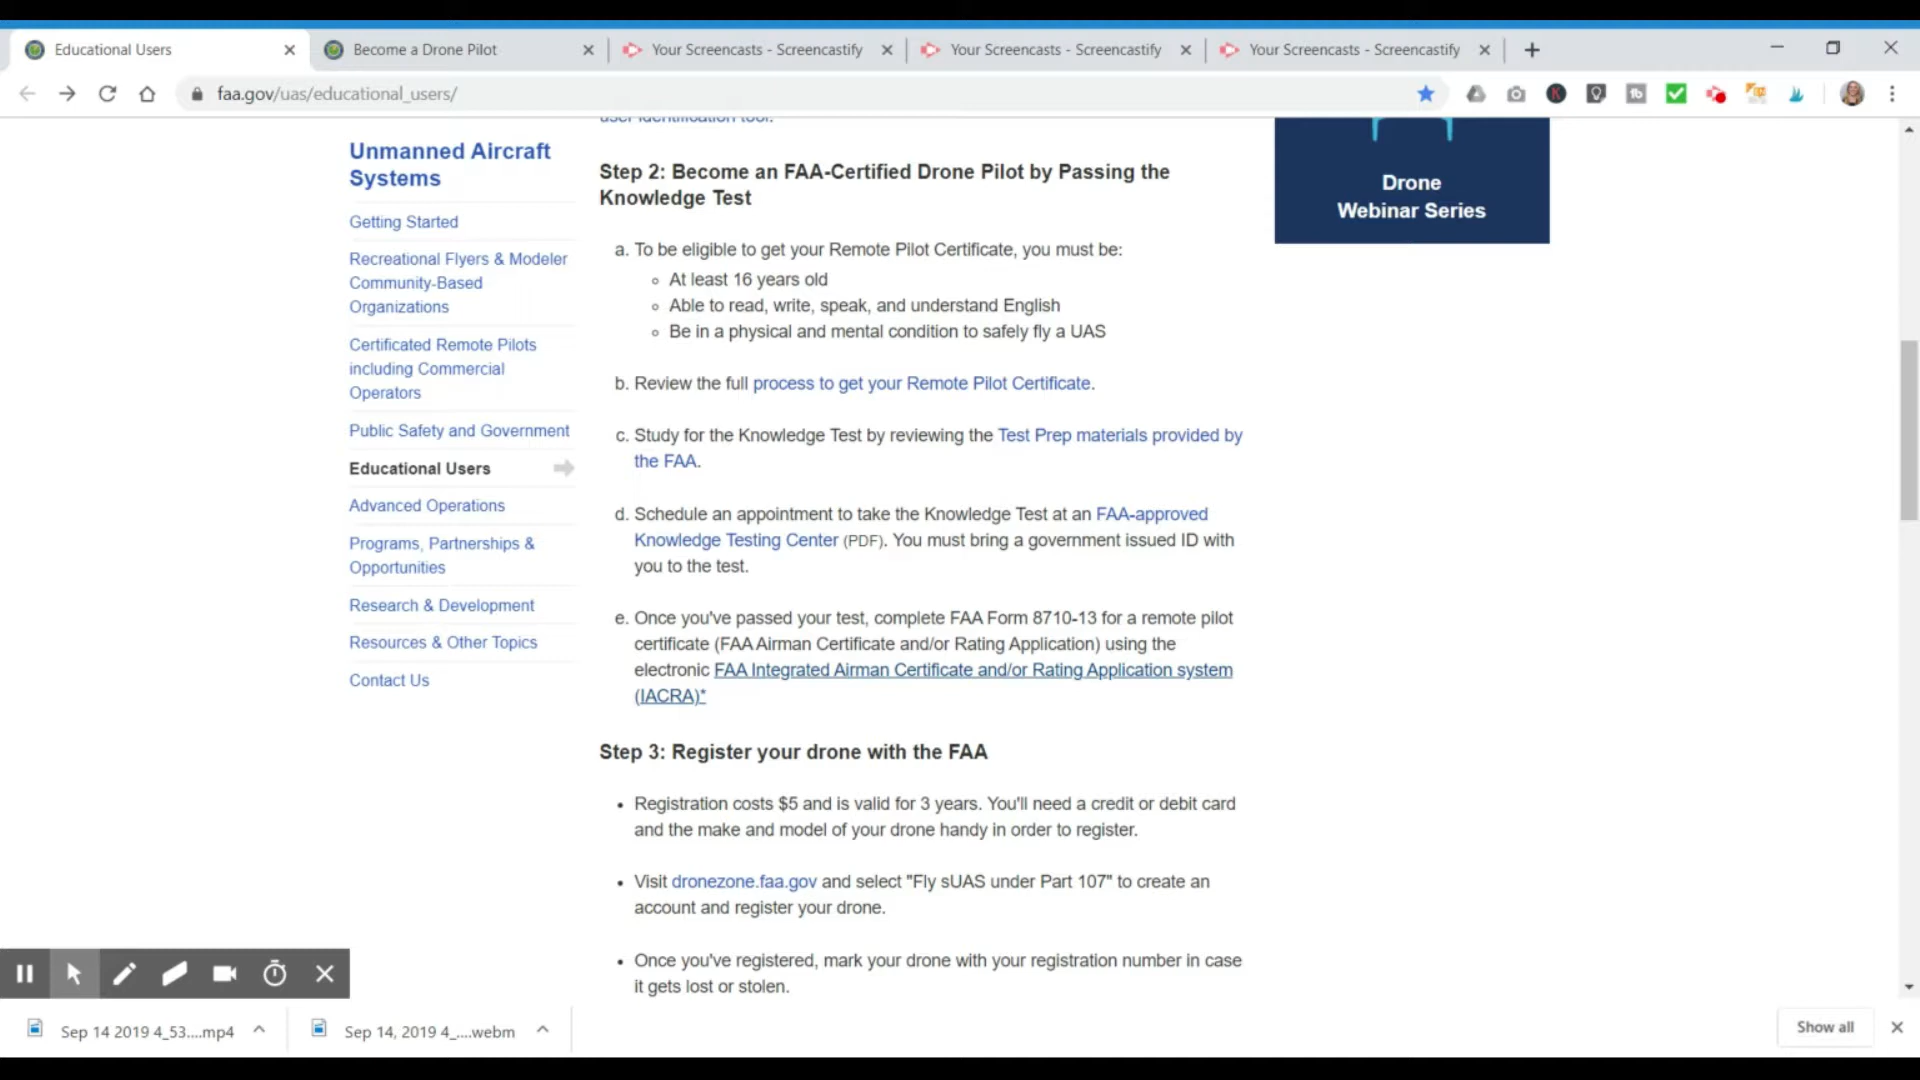 Educational Users
Become a Drone Pilot
Your Screencasts - Screencastify
Your Screencasts - Screencastify
Your Screencasts - Screencastify
faa.gov/uas/educational_users/
user identification tool.
Unmanned Aircraft
Systems
Getting Started
Recreational Flyers & Modeler
Community-Based
Organizations
Certificated Remote Pilots
including Commercial
Operators
Public Safety and Government
Educational Users
Advanced Operations
Programs, Partnerships &
Opportunities
Research & Development
Resources & Other Topics
Contact Us
Step 2: Become an FAA-Certified Drone Pilot by Passing the
Knowledge Test
a. To be eligible to get your Remote Pilot Certificate, you must be:
At least 16 years old
Able to read, write, speak, and understand English
Be in a physical and mental condition to safely fly a UAS
b. Review the full process to get your Remote Pilot Certificate.
c. Study for the Knowledge Test by reviewing the Test Prep materials provided by
the FAA.
d. Schedule an appointment to take the Knowledge Test at an FAA-approved
Knowledge Testing Center (PDF). You must bring a government issued ID with
you to the test.
e. Once you've passed your test, complete FAA Form 8710-13 for a remote pilot
certificate (FAA Airman Certificate and/or Rating Application) using the
electronic FAA Integrated Airman Certificate and/or Rating Application system
(IACRA)*
Step 3: Register your drone with the FAA
Registration costs $5 and is valid for 3 years. You'll need a credit or debit card
and the make and model of your drone handy in order to register.
Visit dronezone.faa.gov and select "Fly sUAS under Part 107" to create an
account and register your drone.
Once you've registered, mark your drone with your registration number in case
it gets lost or stolen.
Drone
Webinar Series
Sep 14 2019 4_53....mp4
Sep 14, 2019 4_....webm
Show all